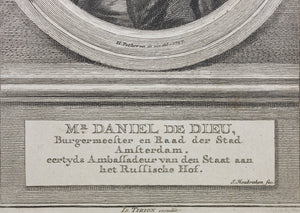 Mr. DANIEL DE DIEU,
Burgermeester en Raad der Stad
Amsterdam,
eertyds Ambassadeur van den Staat aan
het Russische Hof.
J. Houbraken fec.
Is. TIRION excudit.